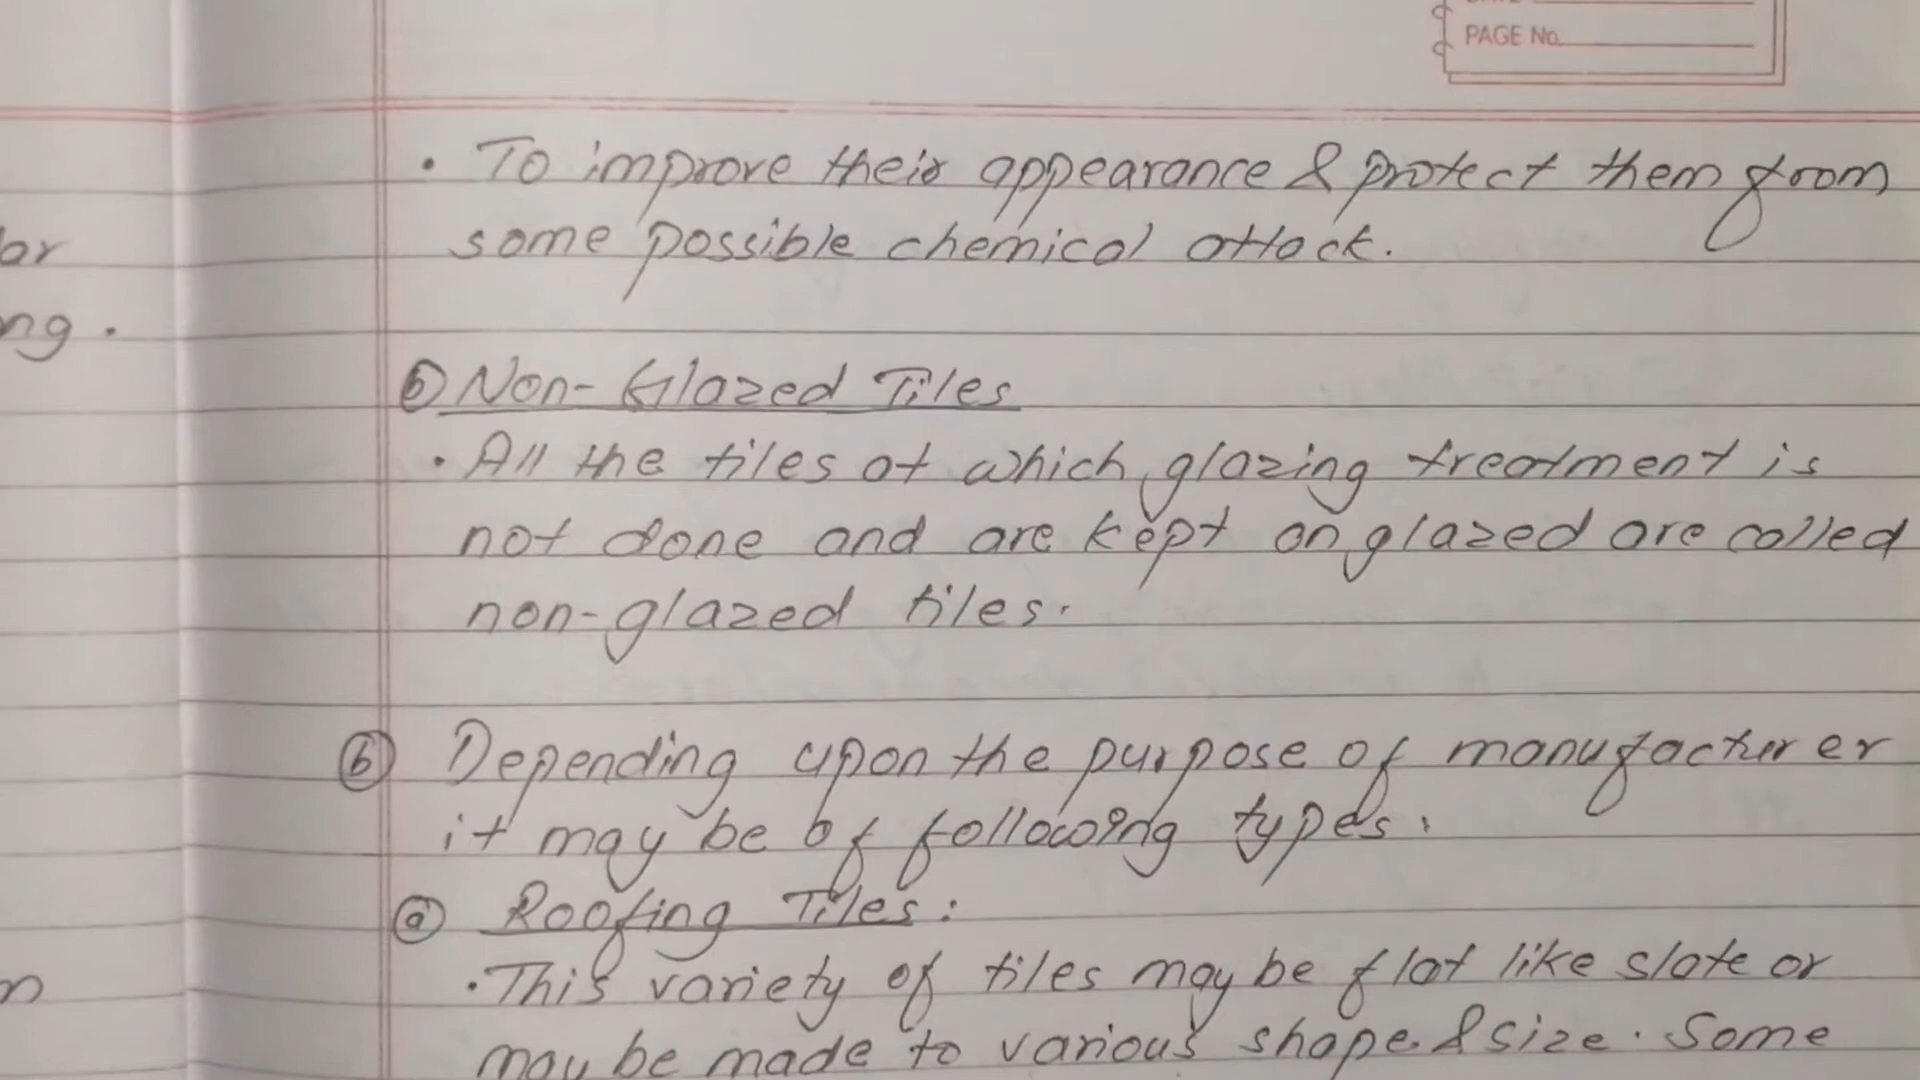 PAGE No.
• To improve their appearance & protect them from
some possible chemical attack.
or
ng.
b) Non-Glazed Tiles
• All the tiles at which glazing treatment is
not done and are kept on glazed are called
non-glazed tiles.
(b) Depending upon the purpose of manufacturer
it may be of following types.
(a) Roofing Tiles:
• This variety of tiles may be flat like slate or
n
may be made to various shape & size. Some